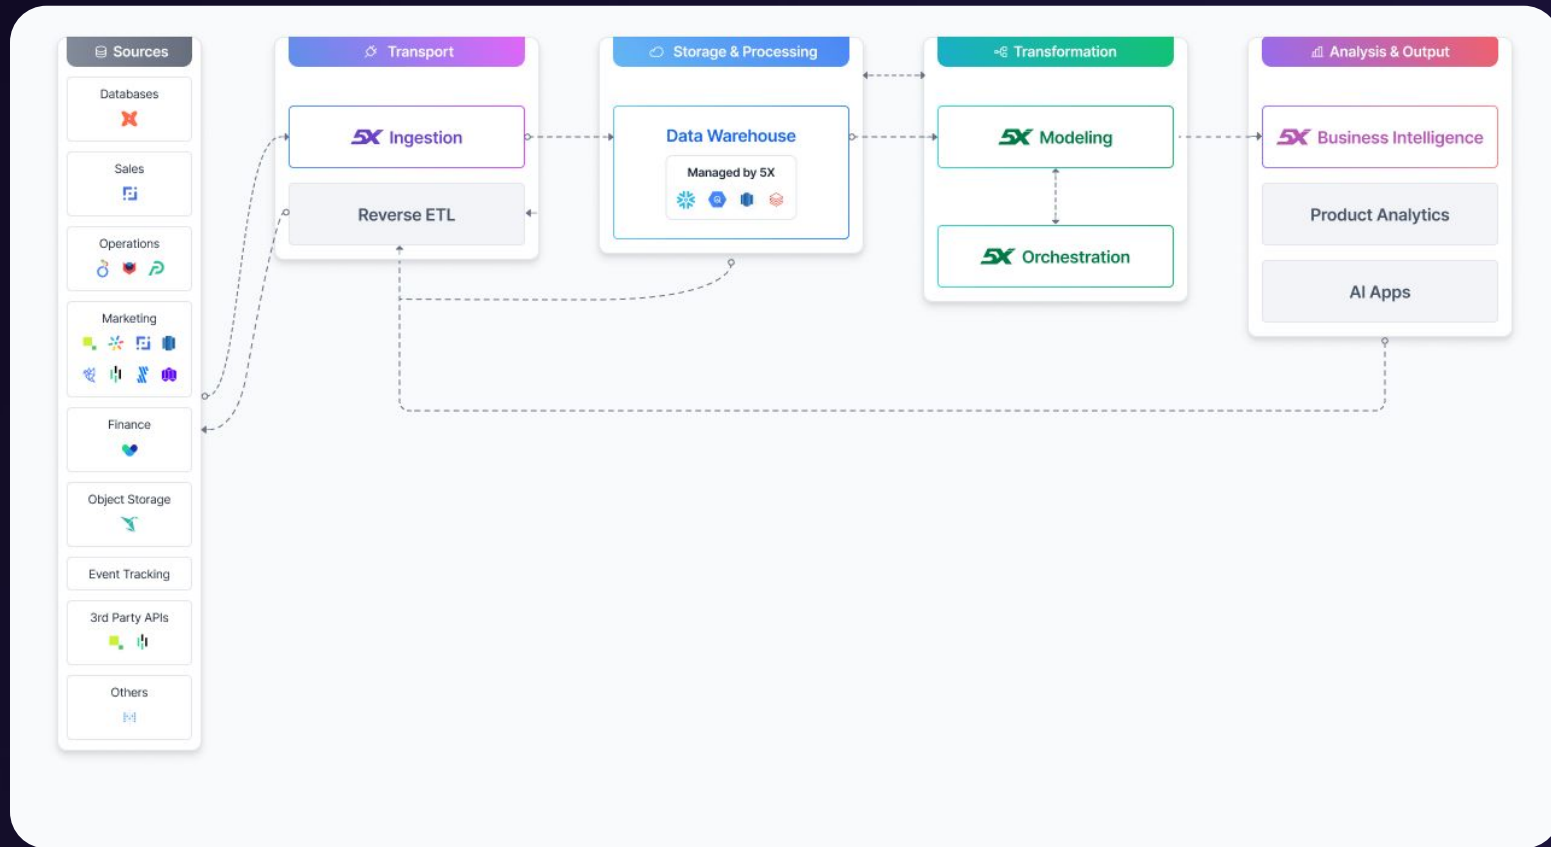 Sources
Databases
Sales
Operations
Marketing
Finance
Object Storage
Event Tracking
3rd Party APIs
Others
Transport
5X Ingestion
Reverse ETL
Storage & Processing
Data Warehouse
Managed by 5X
Transformation
5X Modeling
5X Orchestration
Analysis & Output
5X Business Intelligence
Product Analytics
AI Apps